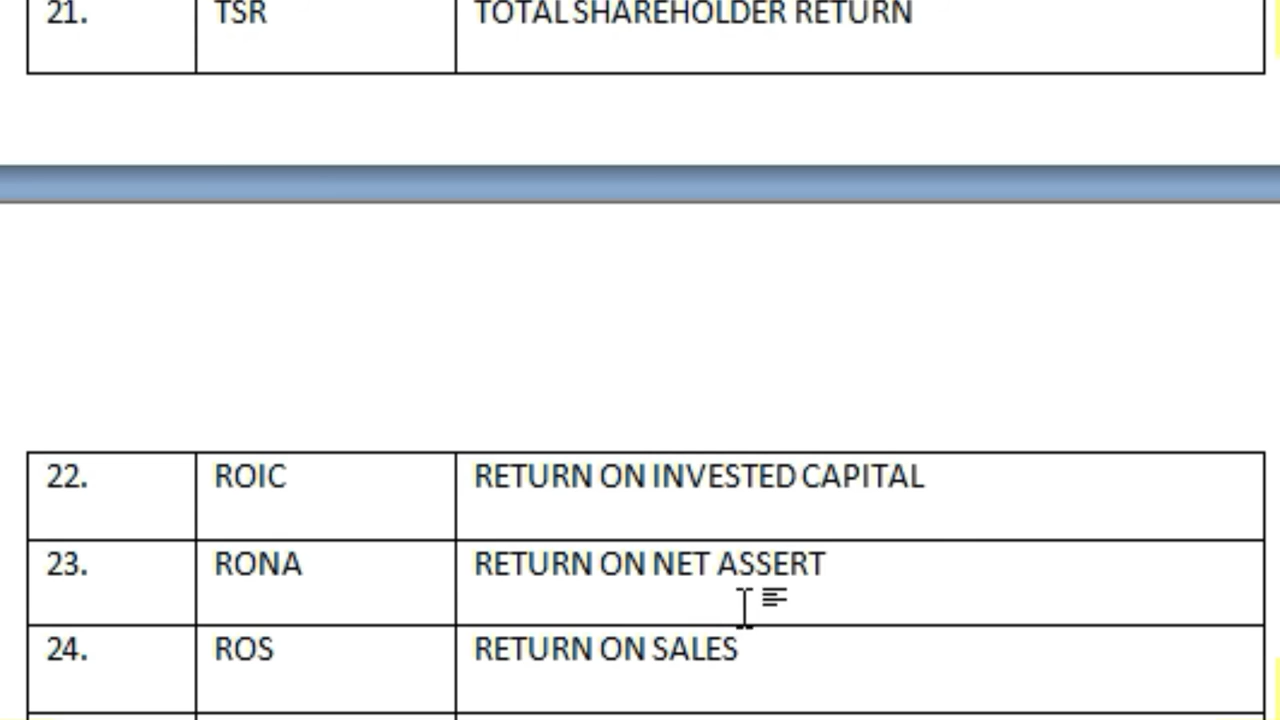 21. TSR TOTAL SHAREHOLDER RETURN
22. ROIC RETURN ON INVESTED CAPITAL
23. RONA RETURN ON NET ASSERT
24. ROS RETURN ON SALES